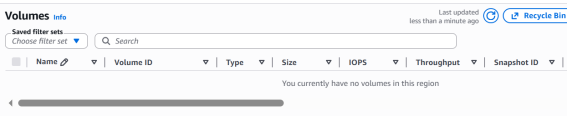 Volumes Info
Last updated
less than a minute ago
Recycle Bin
Saved filter sets
Choose filter set
Search
Name Volume ID Type Size IOPS Throughput Snapshot ID
You currently have no volumes in this region